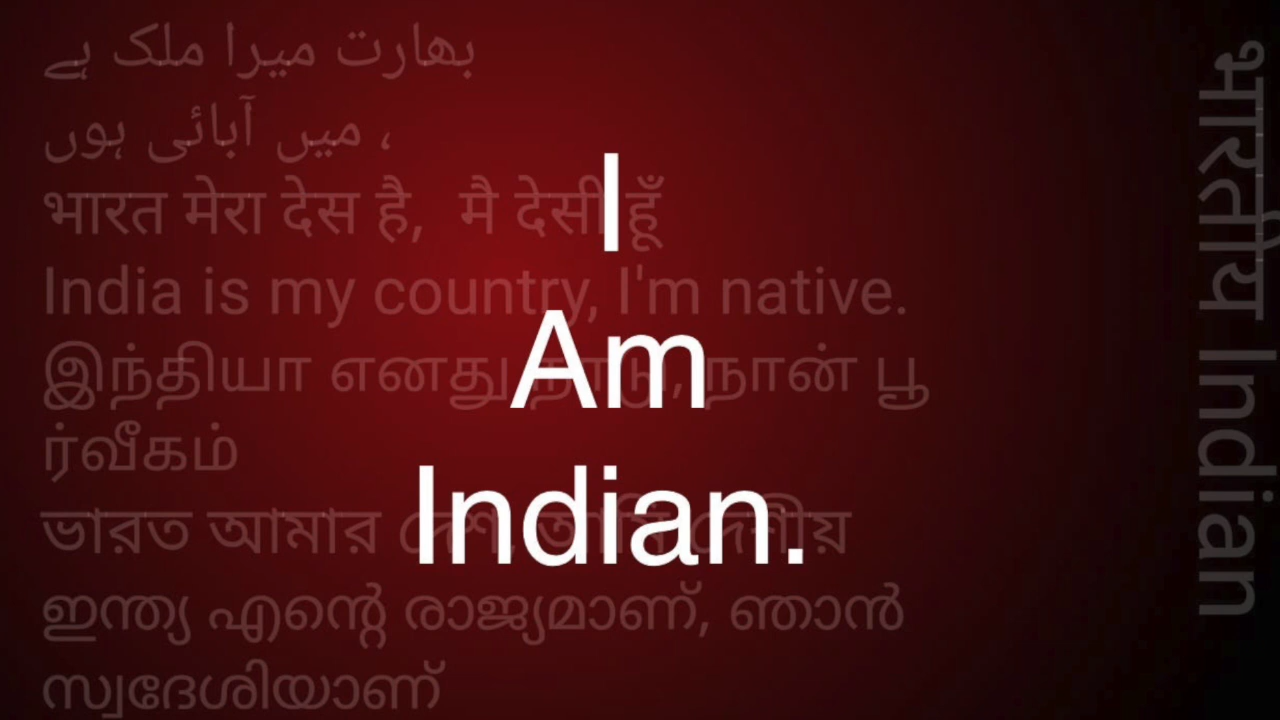 بھارت میرا ملک ہے
، میں آبائی ہوں
भारत मेरा देस है, मै देसी हूँ
India is my country, I'm native.
இந்தியா எனது நாடு, நான் பூ
ர்வீகம்
ভারত আমার দেশ, আমি দেশীয়
ഇന്ത്യ എന്റെ രാജ്യമാണ്, ഞാൻ
സ്വദേശിയാണ്
I
Am
Indian.
भारतीय Indian